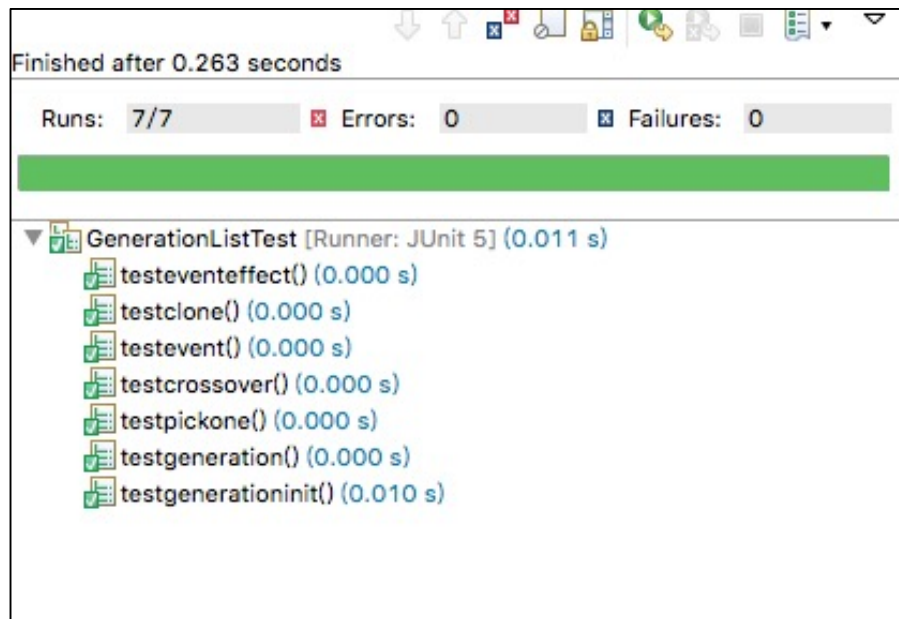 Finished after 0.263 seconds
Runs: 7/7 Errors: 0 Failures: 0
GenerationListTest [Runner: JUnit 5] (0.011 s)
testeventeffect() (0.000 s)
testclone() (0.000 s)
testevent() (0.000 s)
testcrossover() (0.000 s)
testpickone() (0.000 s)
testgeneration() (0.000 s)
testgenerationinit() (0.010 s)